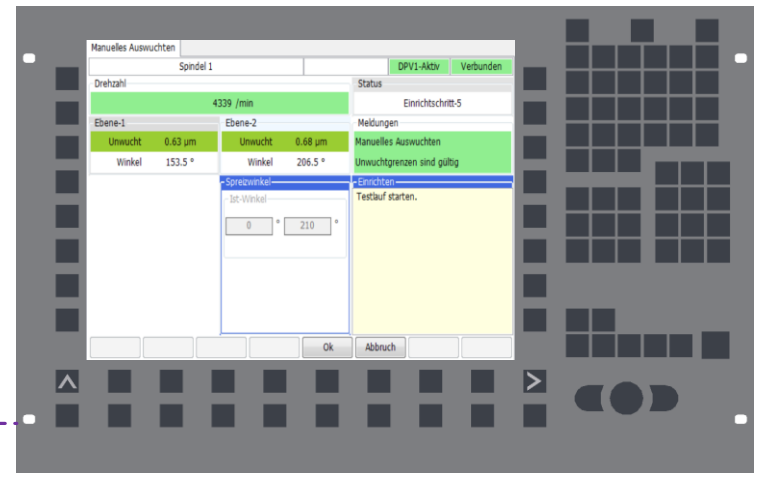 Manuelles Auswuchten
Spindel 1
DPV1-Aktiv
Verbunden
Drehzahl
4339 /min
Status
Einrichtschritt-5
Ebene-1
Unwucht 0.63 µm
Winkel 153.5 °
Ebene-2
Unwucht 0.68 µm
Winkel 206.5 °
Meldungen
Manuelles Auswuchten
Unwuchtgrenzen sind gültig
Spreizwinkel
Ist-Winkel
0 ° 210 °
Einrichten
Testlauf starten.
Ok
Abbruch